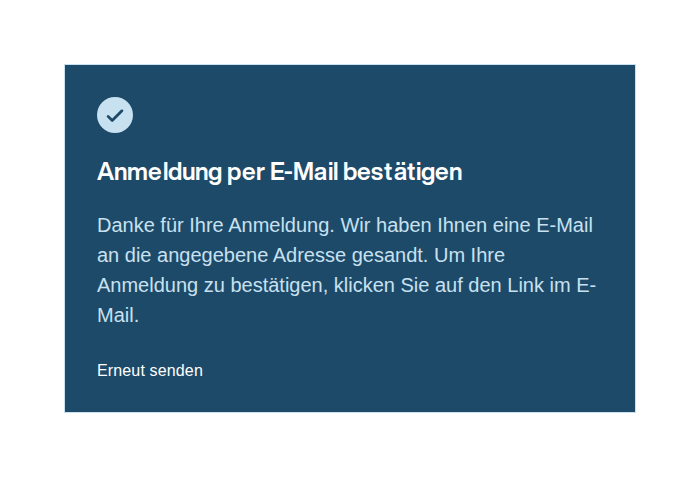 Anmeldung per E-Mail bestätigen
Danke für Ihre Anmeldung. Wir haben Ihnen eine E-Mail
an die angegebene Adresse gesandt. Um Ihre
Anmeldung zu bestätigen, klicken Sie auf den Link im E-
Mail.
Erneut senden